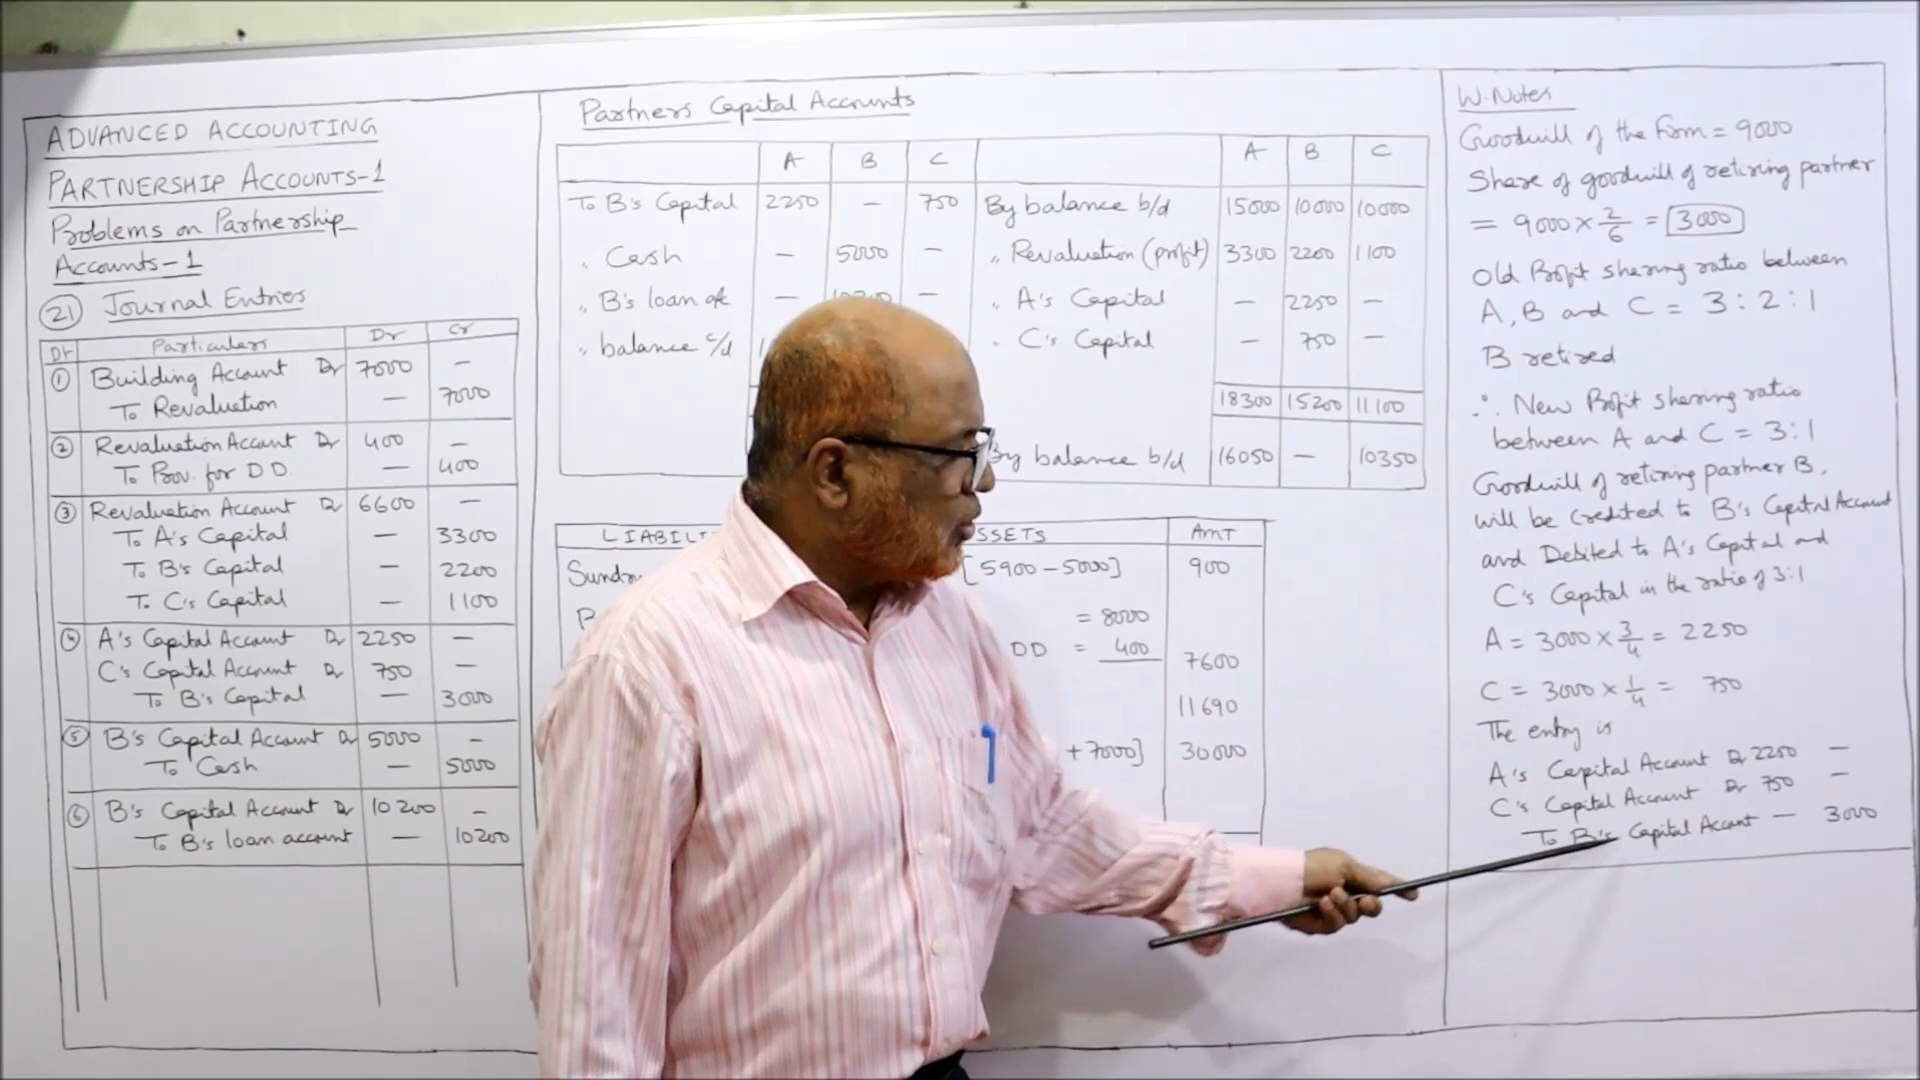 ADVANCED ACCOUNTING
PARTNERSHIP ACCOUNTS-1
Problems on Partnership
Accounts-1
21 Journal Entries
Dt Particulars Dr Cr
1 Building Account Dr 7000 —
To Revaluation — 7000
2 Revaluation Account Dr 400 —
To Prov. for DD. — 400
3 Revaluation Account Dr 6600 —
To A's Capital — 3300
To B's Capital — 2200
To C's Capital — 1100
4 A's Capital Account Dr 2250 —
C's Capital Account Dr 750 —
To B's Capital — 3000
5 B's Capital Account Dr 5000 -
To Cash — 5000
6 B's Capital Account Dr 10200 -
To B's loan account — 10200
Partners Capital Accounts
A B C A B C
To B's Capital 2250 — 750 By balance b/d 15000 10000 10000
„ Cash — 5000 — „ Revaluation (profit) 3300 2200 1100
„ B's loan a/c — — „ A's Capital — 2250 —
„ balance c/d „ C's Capital — 750 —
18300 15200 11100
By balance b/d 16050 — 10350
AMT
[5900 - 5000] 900
= 8000
DD = 400 7600
11690
+7000] 30000
W. Notes
Goodwill of the Firm = 9000
Share of goodwill of retiring partner
= 9000 × 2/6 = 3000
Old Profit sharing ratio between
A, B and C = 3 : 2 : 1
B retired
∴ New Profit sharing ratio
between A and C = 3 : 1
Goodwill of retiring partner B,
will be credited to B's Capital Account
and Debited to A's Capital and
C's Capital in the ratio of 3:1
A = 3000 × 3/4 = 2250
C = 3000 × 1/4 = 750
The entry is
A's Capital Account Dr 2250 —
C's Capital Account Dr 750 —
To B's Capital Account — 3000